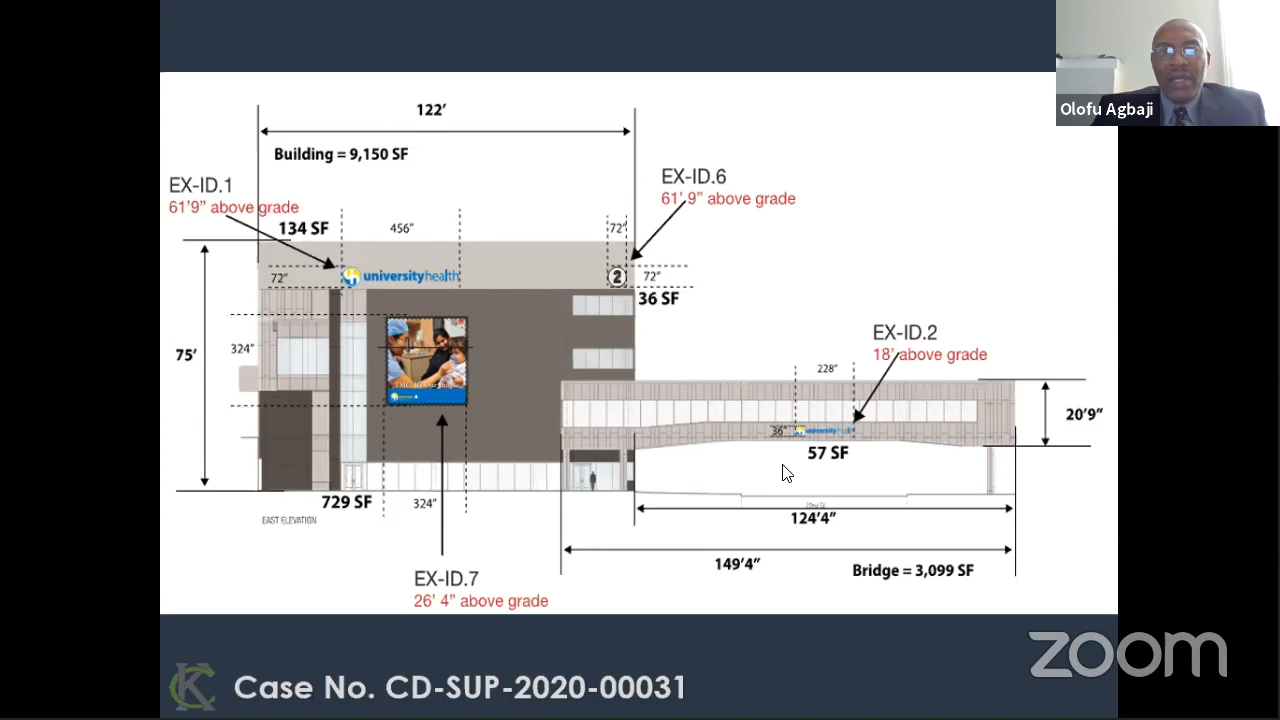 Olofu Agbaji
122'
Building = 9,150 SF
EX-ID.1
61'9" above grade
EX-ID.6
61' 9" above grade
134 SF
456"
72"
72"
universityhealth
2
72"
36 SF
75'
324"
EX-ID.2
18' above grade
228"
20'9"
36"
university
57 SF
729 SF
324"
EAST ELEVATION
124'4"
149'4"
Bridge = 3,099 SF
EX-ID.7
26' 4" above grade
zoom
KC
Case No. CD-SUP-2020-00031